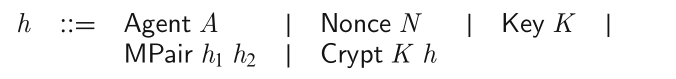 h ::= Agent A | Nonce N | Key K |
MPair h₁ h₂ | Crypt K h